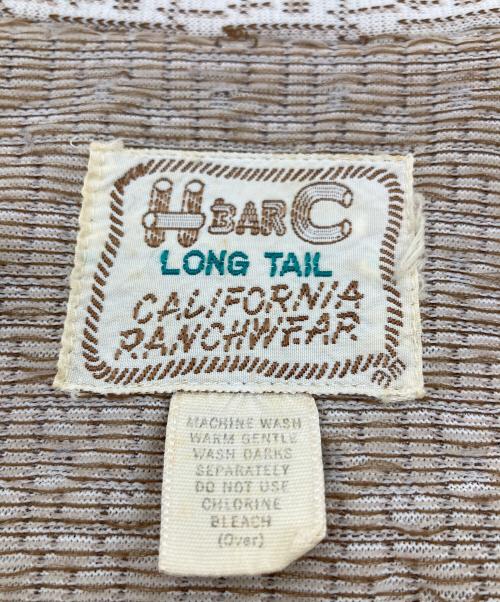 H BAR C
LONG TAIL
CALIFORNIA
RANCHWEAR
MACHINE WASH
WARM GENTLE
WASH DARKS
SEPARATELY
DO NOT USE
CHLORINE
BLEACH
(Over)